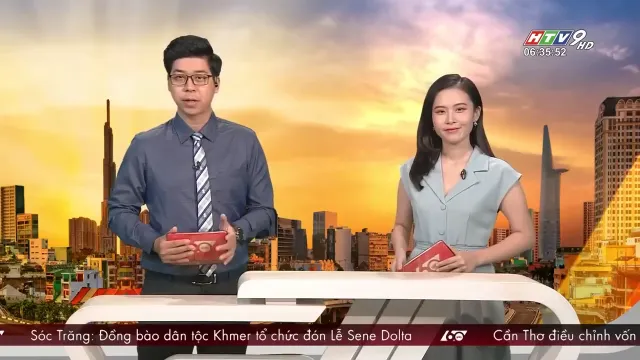 HTV9 HD
06:35:52
Sóc Trăng: Đồng bào dân tộc Khmer tổ chức đón Lễ Sene Dolta
60
Cần Thơ điều chỉnh vốn